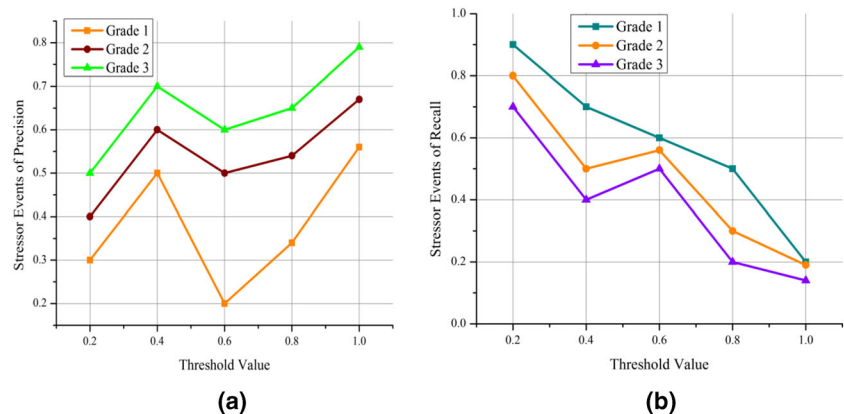 Grade 1
Grade 2
Grade 3
0.8
0.7
0.6
0.5
0.4
0.3
0.2
Stressor Events of Precision
0.2 0.4 0.6 0.8 1.0
Threshold Value
(a)
Grade 1
Grade 2
Grade 3
1.0
0.8
0.6
0.4
0.2
0.0
Stressor Events of Recall
0.2 0.4 0.6 0.8 1.0
Threshold Value
(b)